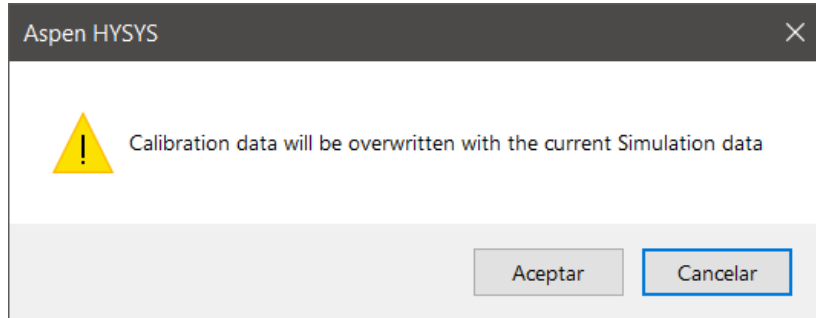 Aspen HYSYS
Calibration data will be overwritten with the current Simulation data
Aceptar
Cancelar